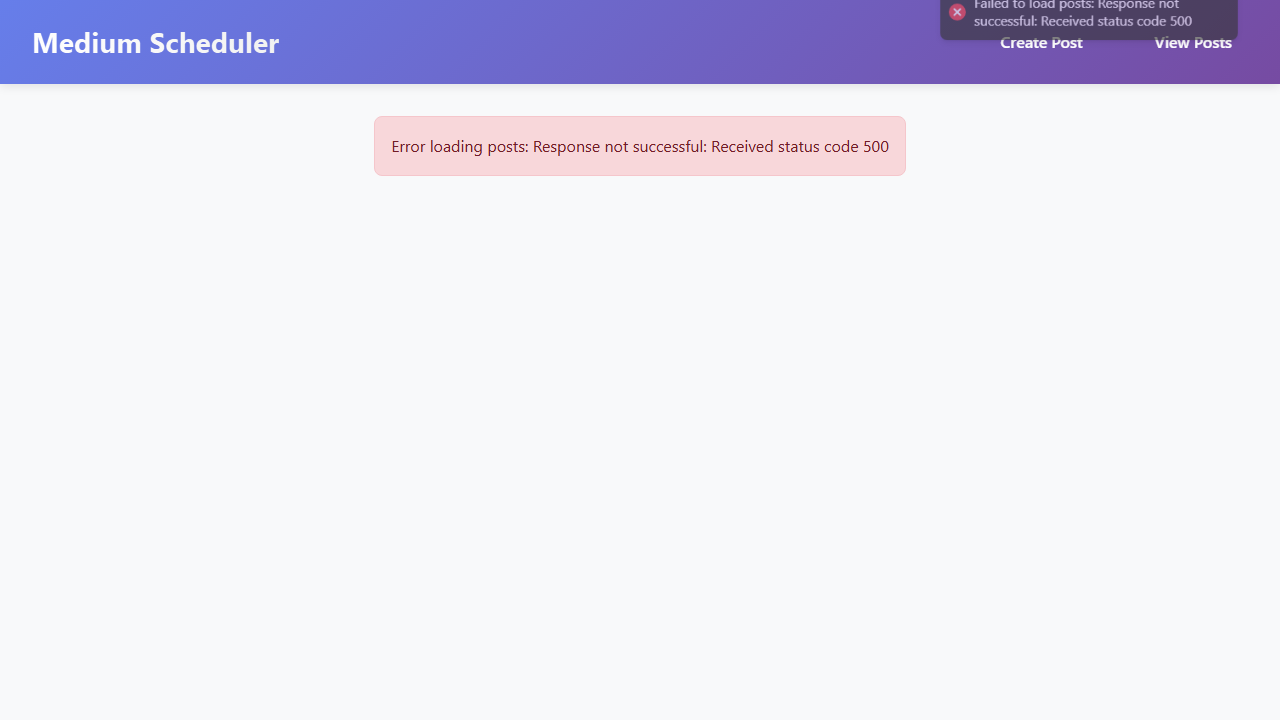 Medium Scheduler
Failed to load posts: Response not
successful: Received status code 500
Create Post
View Posts
Error loading posts: Response not successful: Received status code 500